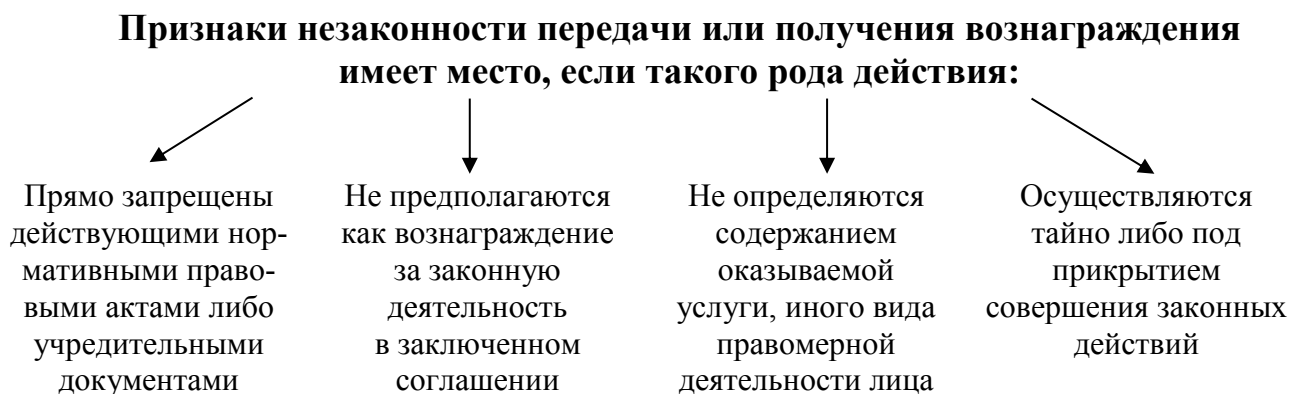 Признаки незаконности передачи или получения вознаграждения
имеет место, если такого рода действия:
Прямо запрещены
действующими нор-
мативными право-
выми актами либо
учредительными
документами
Не предполагаются
как вознаграждение
за законную
деятельность
в заключенном
соглашении
Не определяются
содержанием
оказываемой
услуги, иного вида
правомерной
деятельности лица
Осуществляются
тайно либо под
прикрытием
совершения законных
действий